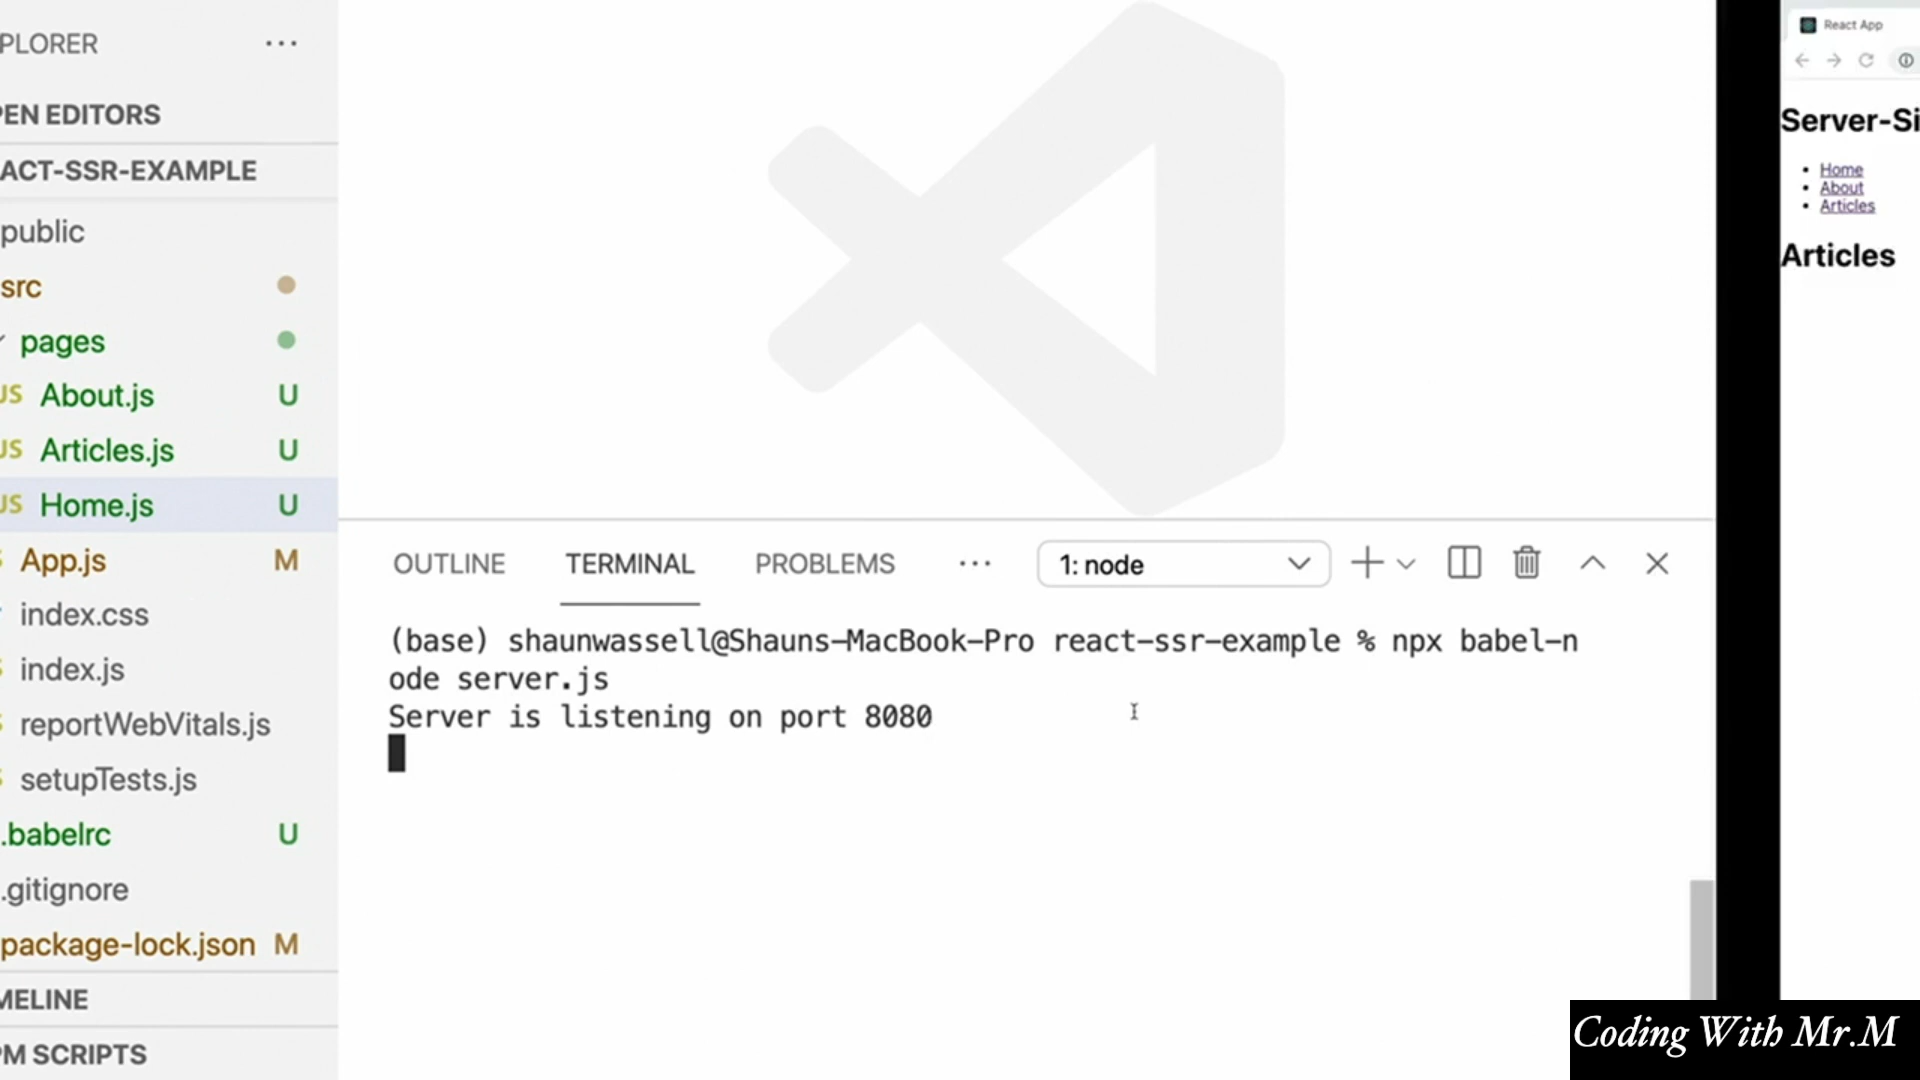 PLORER
PEN EDITORS
ACT-SSR-EXAMPLE
public
src
pages
JS About.js U
JS Articles.js U
JS Home.js U
App.js M
index.css
index.js
reportWebVitals.js
setupTests.js
.babelrc U
.gitignore
package-lock.json M
MELINE
PM SCRIPTS
OUTLINE TERMINAL PROBLEMS 1: node
(base) shaunwassell@Shauns-MacBook-Pro react-ssr-example % npx babel-n
ode server.js
Server is listening on port 8080
React App
Server-Si
Home
About
Articles
Articles
Coding With Mr.M